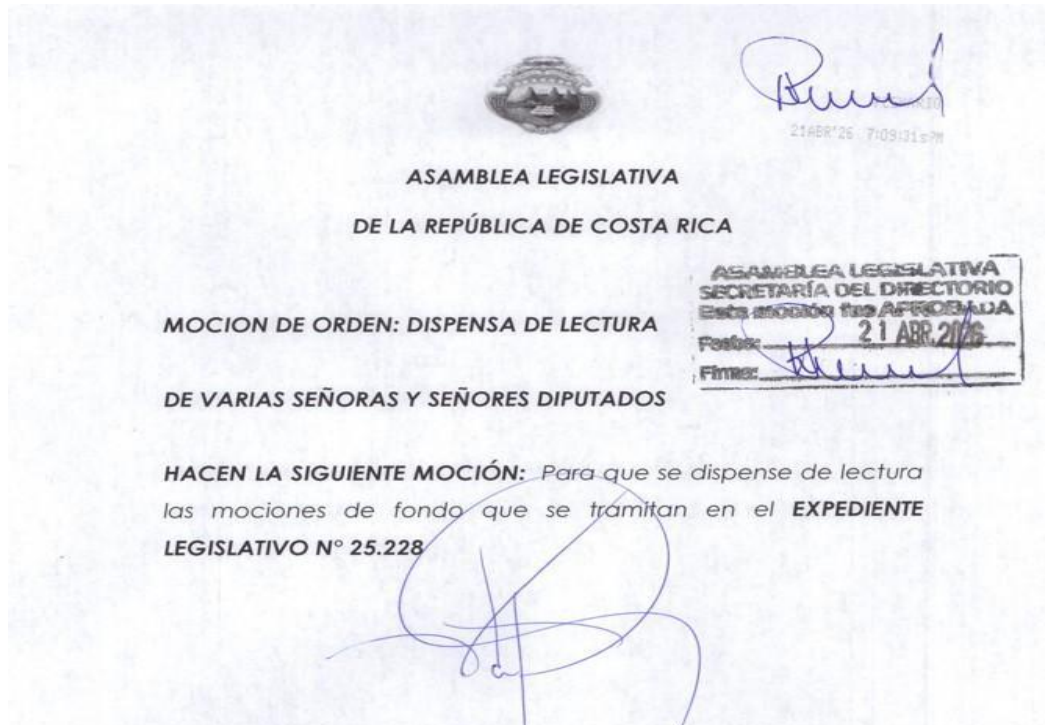 21ABR'26 7:09:31sPM
ASAMBLEA LEGISLATIVA
DE LA REPÚBLICA DE COSTA RICA
ASAMBLEA LEGISLATIVA
SECRETARÍA DEL DIRECTORIO
Esta moción fue APROBADA
Fecha: 21 ABR. 2026
Firma:
MOCION DE ORDEN: DISPENSA DE LECTURA
DE VARIAS SEÑORAS Y SEÑORES DIPUTADOS
HACEN LA SIGUIENTE MOCIÓN: Para que se dispense de lectura
las mociones de fondo que se tramitan en el EXPEDIENTE
LEGISLATIVO N° 25.228